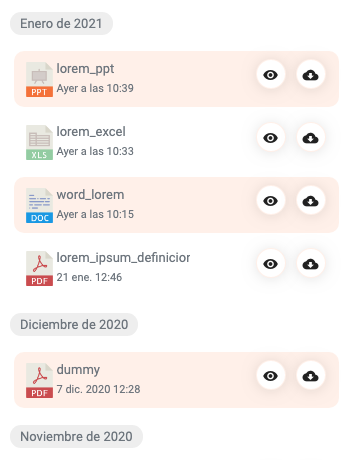 Enero de 2021
lorem_ppt
PPT
Ayer a las 10:39
lorem_excel
XLS
Ayer a las 10:33
word_lorem
DOC
Ayer a las 10:15
lorem_ipsum_definicior
PDF
21 ene. 12:46
Diciembre de 2020
dummy
PDF
7 dic. 2020 12:28
Noviembre de 2020